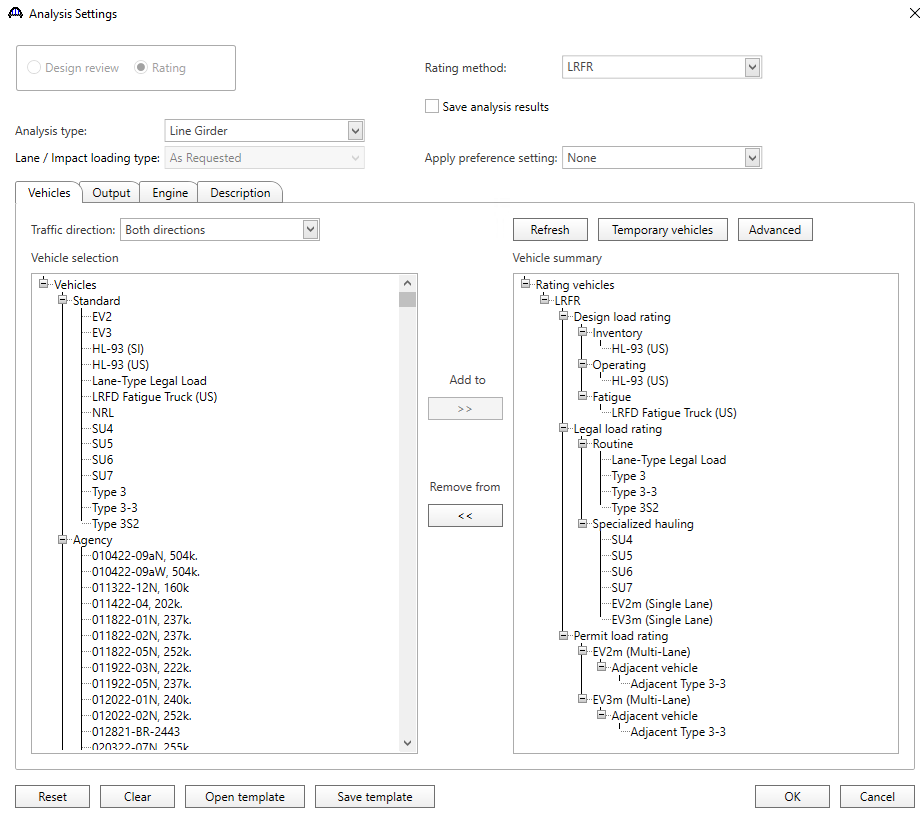 Analysis Settings
Design review
Rating
Rating method:
LRFR
Save analysis results
Analysis type:
Line Girder
Lane / Impact loading type:
As Requested
Apply preference setting:
None
Vehicles
Output
Engine
Description
Traffic direction:
Both directions
Refresh
Temporary vehicles
Advanced
Vehicle selection
Vehicles
Standard
EV2
EV3
HL-93 (SI)
HL-93 (US)
Lane-Type Legal Load
LRFD Fatigue Truck (US)
NRL
SU4
SU5
SU6
SU7
Type 3
Type 3-3
Type 3S2
Agency
010422-09aN, 504k.
010422-09aW, 504k.
011322-12N, 160k
011422-04, 202k.
011822-01N, 237k.
011822-02N, 237k.
011822-05N, 252k.
011922-03N, 222k.
011922-05N, 237k.
012022-01N, 240k.
012022-02N, 252k.
012821-BR-2443
020322-07N, 255k.
Add to
>>
Remove from
<<
Vehicle summary
Rating vehicles
LRFR
Design load rating
Inventory
HL-93 (US)
Operating
HL-93 (US)
Fatigue
LRFD Fatigue Truck (US)
Legal load rating
Routine
Lane-Type Legal Load
Type 3
Type 3-3
Type 3S2
Specialized hauling
SU4
SU5
SU6
SU7
EV2m (Single Lane)
EV3m (Single Lane)
Permit load rating
EV2m (Multi-Lane)
Adjacent vehicle
Adjacent Type 3-3
EV3m (Multi-Lane)
Adjacent vehicle
Adjacent Type 3-3
Reset
Clear
Open template
Save template
OK
Cancel